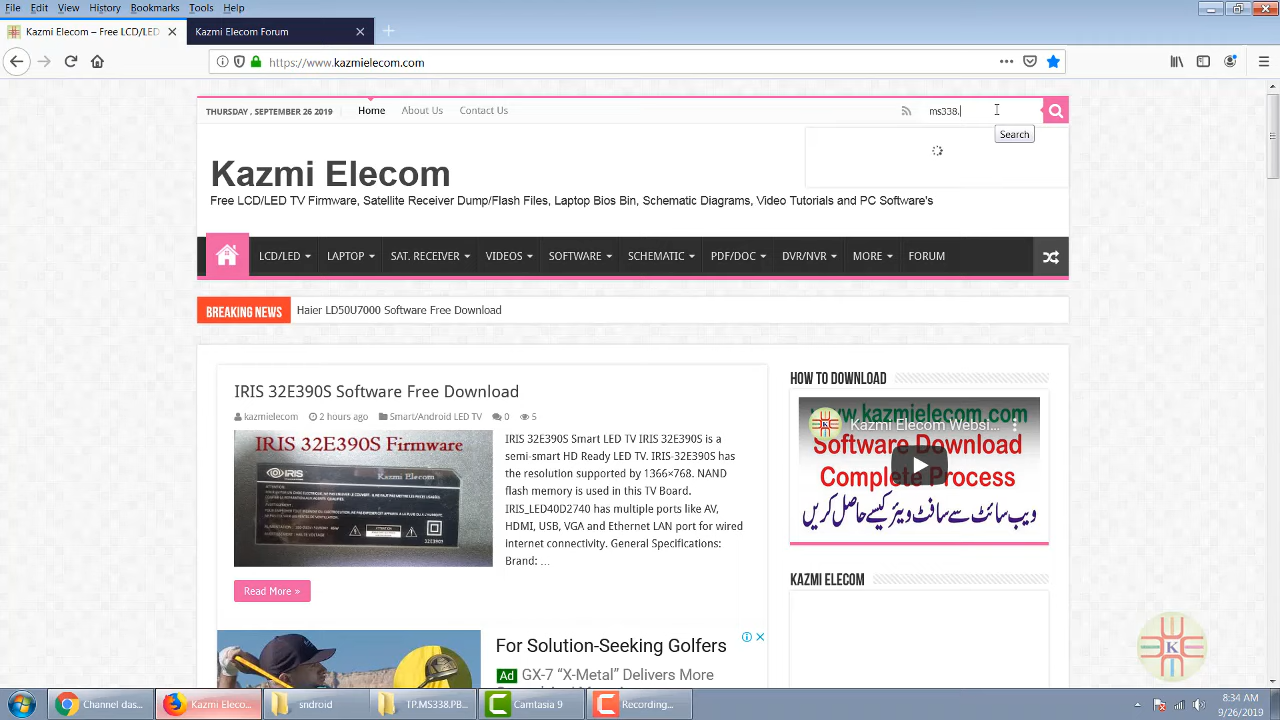 File Edit View History Bookmarks Tools Help
Kazmi Elecom – Free LCD/LED
Kazmi Elecom Forum
https://www.kazmielecom.com
THURSDAY , SEPTEMBER 26 2019 Home About Us Contact Us ms338.
Search
Kazmi Elecom
Free LCD/LED TV Firmware, Satellite Receiver Dump/Flash Files, Laptop Bios Bin, Schematic Diagrams, Video Tutorials and PC Software's
LCD/LED LAPTOP SAT. RECEIVER VIDEOS SOFTWARE SCHEMATIC PDF/DOC DVR/NVR MORE FORUM
BREAKING NEWS Haier LD50U7000 Software Free Download
IRIS 32E390S Software Free Download
kazmielecom 2 hours ago Smart/Android LED TV 0 5
IRIS 32E390S Firmware
IRIS
Kazmi Elecom
32E390S
IRIS 32E390S Smart LED TV IRIS 32E390S is a
semi-smart HD Ready LED TV. IRIS-32E390S has
the resolution supported by 1366×768. NAND
flash memory is used in this TV Board.
IRIS_LED40D2700 has multiple ports like AV,
HDMI, USB, VGA and Ethernet LAN port for wired
Internet connectivity. General Specifications:
Brand: …
Read More »
HOW TO DOWNLOAD
www.kazmielecom.com
Kazmi Elecom Websi...
Software Download
Complete Process
ویب سائٹ سے سافٹ ویئر کیسے حاصل کریں
KAZMI ELECOM
For Solution-Seeking Golfers
Ad GX-7 “X-Metal” Delivers More
K
Channel das...
Kazmi Eleco...
sndroid
TP.MS338.PB...
Camtasia 9
Recording...
8:34 AM
9/26/2019